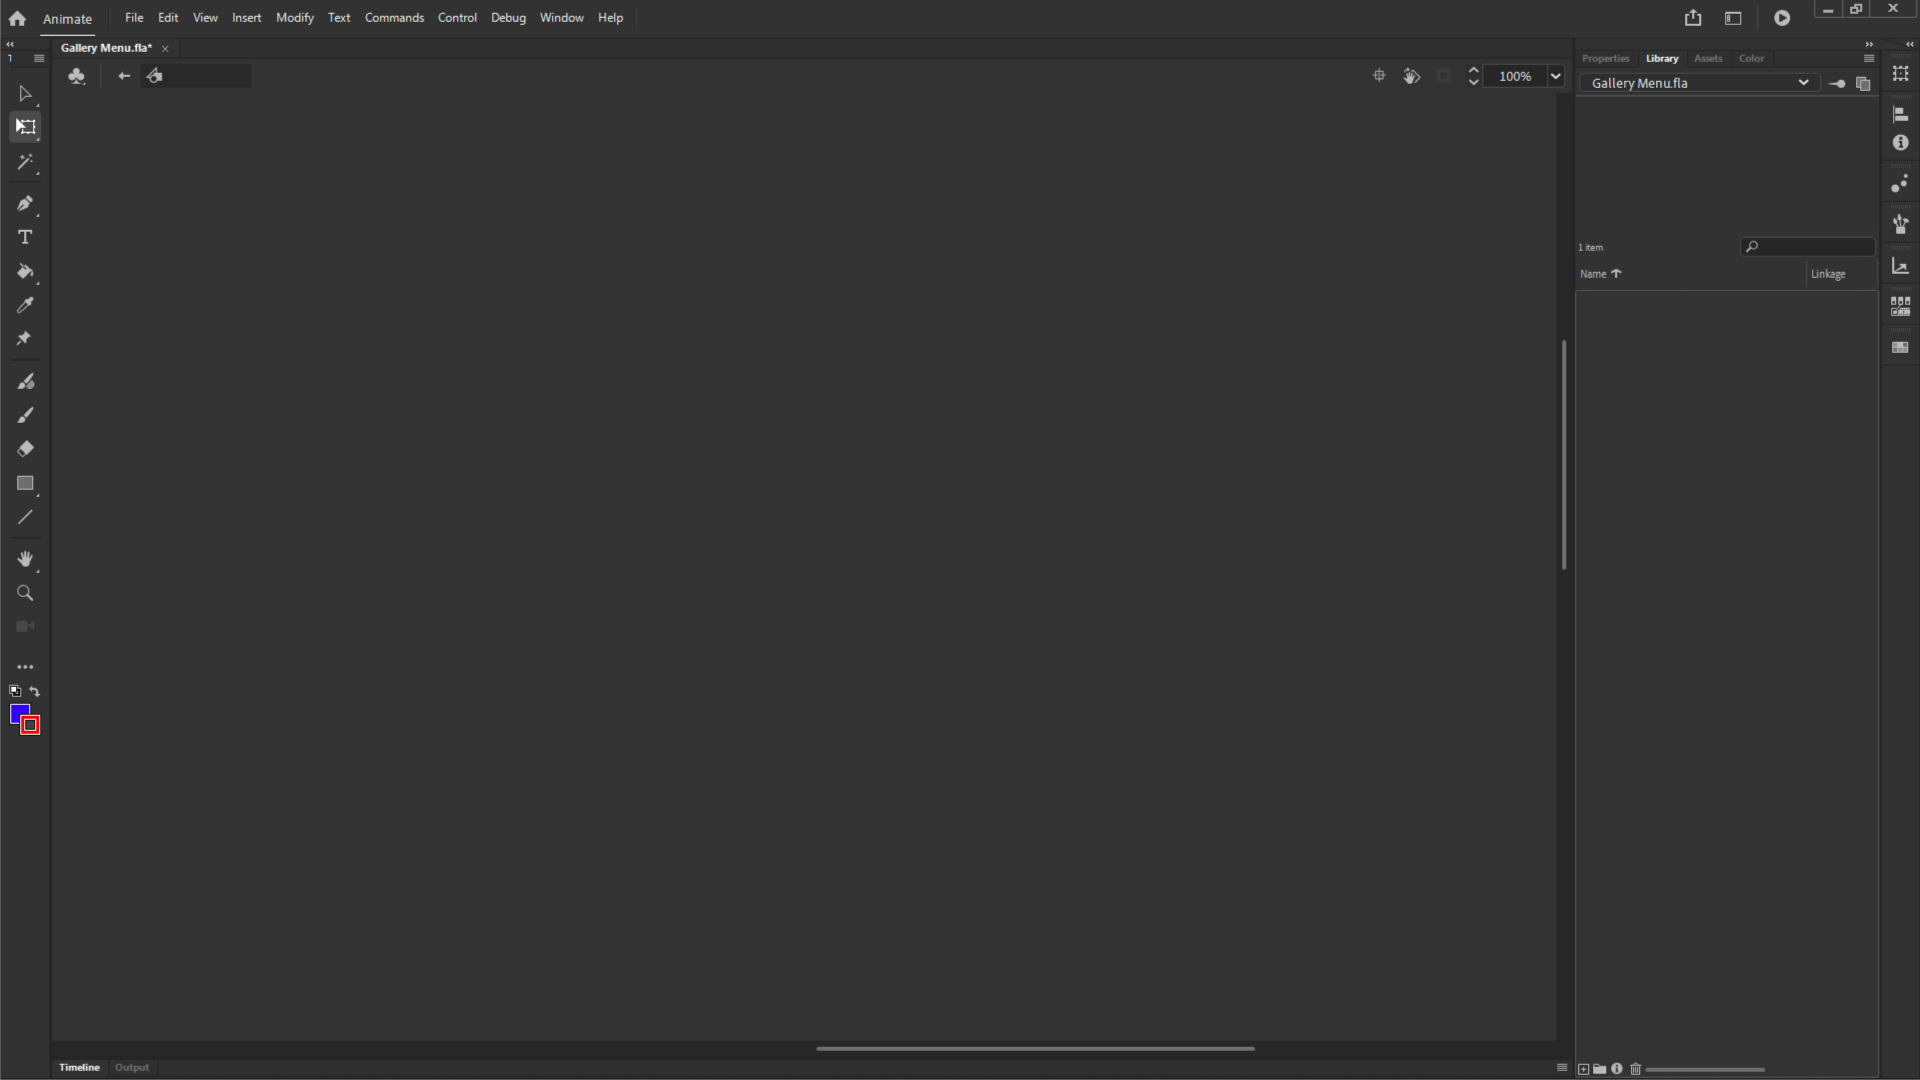 Animate File Edit View Insert Modify Text Commands Control Debug Window Help
Gallery Menu.fla*
100%
Properties Library Assets Color
Gallery Menu.fla
1 item
Name Linkage
Timeline Output